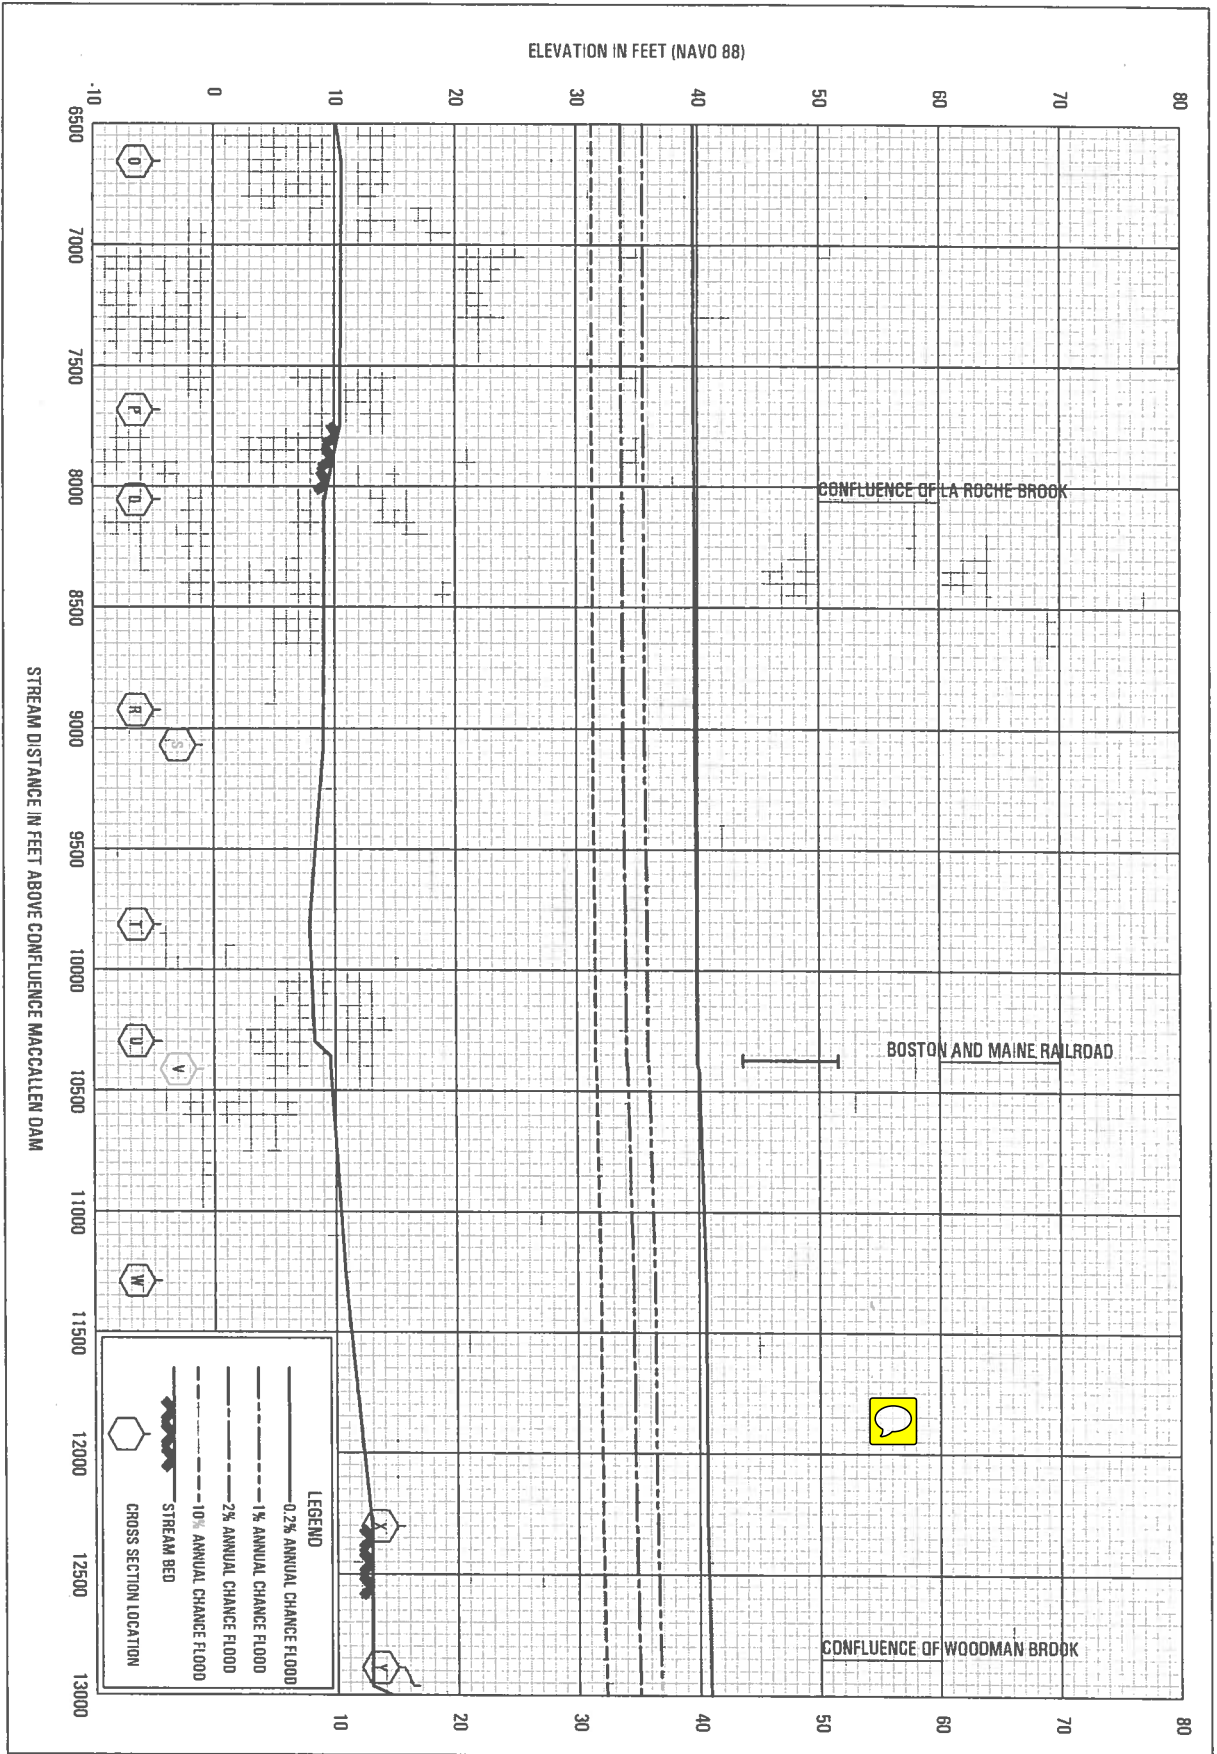 ELEVATION IN FEET (NAVD 88)
80
70
60
50
40
30
20
10
0
-10
80
70
60
50
40
30
20
10
CONFLUENCE OF LA ROCHE BROOK
BOSTON AND MAINE RAILROAD
CONFLUENCE OF WOODMAN BROOK
O
P
Q
R
S
T
U
V
W
X
Y
6500
7000
7500
8000
8500
9000
9500
10000
10500
11000
11500
12000
12500
13000
STREAM DISTANCE IN FEET ABOVE CONFLUENCE MACCALLEN DAM
LEGEND
0.2% ANNUAL CHANCE FLOOD
1% ANNUAL CHANCE FLOOD
2% ANNUAL CHANCE FLOOD
10% ANNUAL CHANCE FLOOD
STREAM BED
CROSS SECTION LOCATION